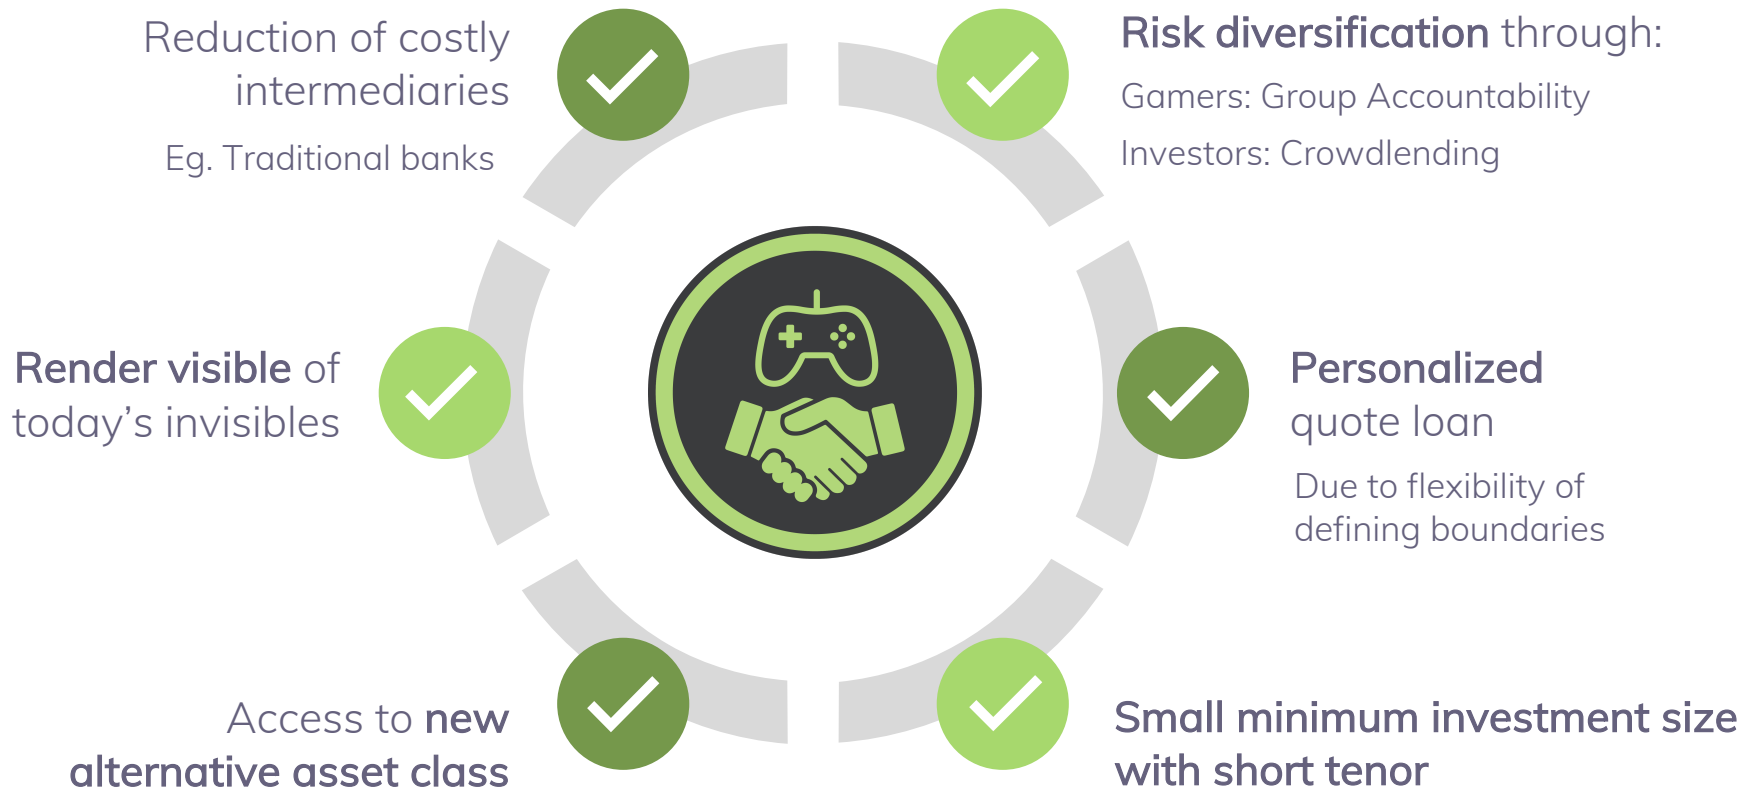 Reduction of costly
intermediaries
Eg. Traditional banks
Risk diversification through:
Gamers: Group Accountability
Investors: Crowdlending
Render visible of
today’s invisibles
Personalized
quote loan
Due to flexibility of
defining boundaries
Access to new
alternative asset class
Small minimum investment size
with short tenor